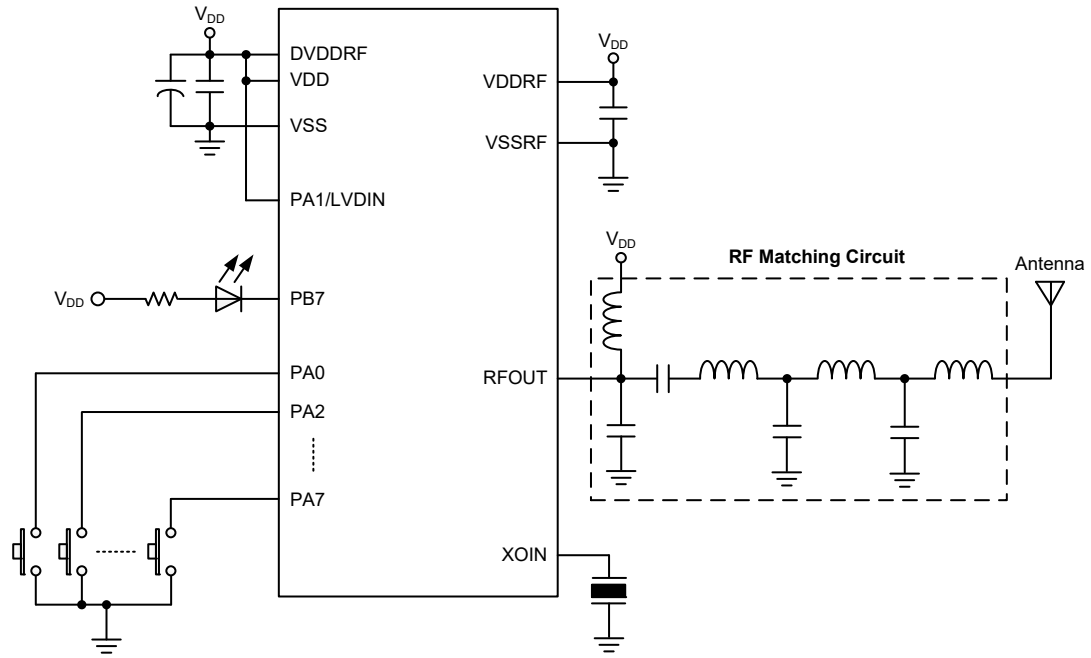 VDD
DVDDRF
VDD
VSS
PA1/LVDIN
VDD
PB7
PA0
PA2
PA7
VDD
VDDRF
VSSRF
VDD
RF Matching Circuit
Antenna
RFOUT
XOIN